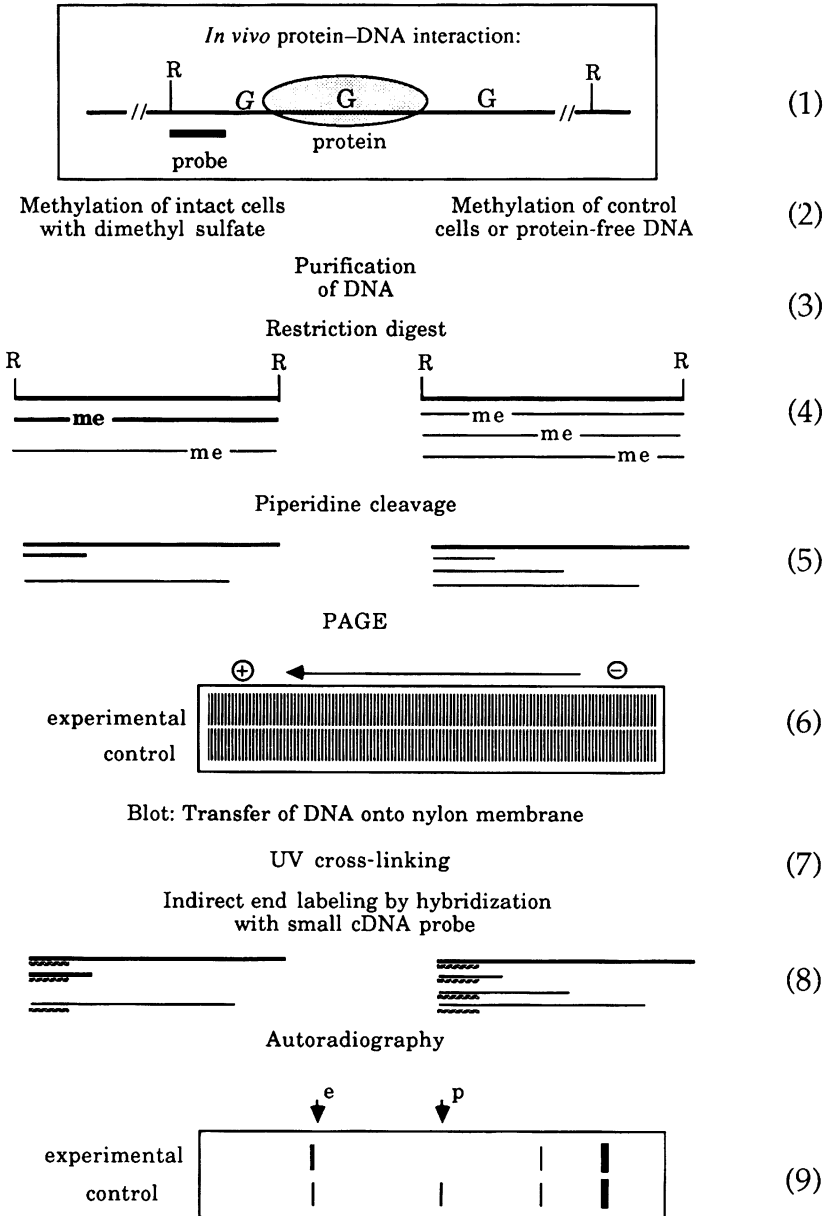 In vivo protein–DNA interaction:
R
R
G
G
G
(1)
protein
probe
Methylation of intact cells
with dimethyl sulfate
Methylation of control
cells or protein-free DNA
(2)
Purification
of DNA
(3)
Restriction digest
R
R
R
R
me
me
(4)
me
me
me
Piperidine cleavage
(5)
PAGE
+
−
experimental
control
(6)
Blot: Transfer of DNA onto nylon membrane
UV cross-linking
(7)
Indirect end labeling by hybridization
with small cDNA probe
(8)
Autoradiography
e
p
experimental
control
(9)